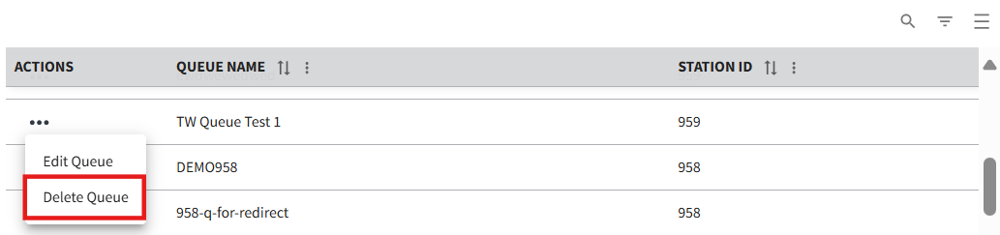 ACTIONS QUEUE NAME STATION ID
••• TW Queue Test 1 959
Edit Queue
DEMO958 958
Delete Queue
958-q-for-redirect 958